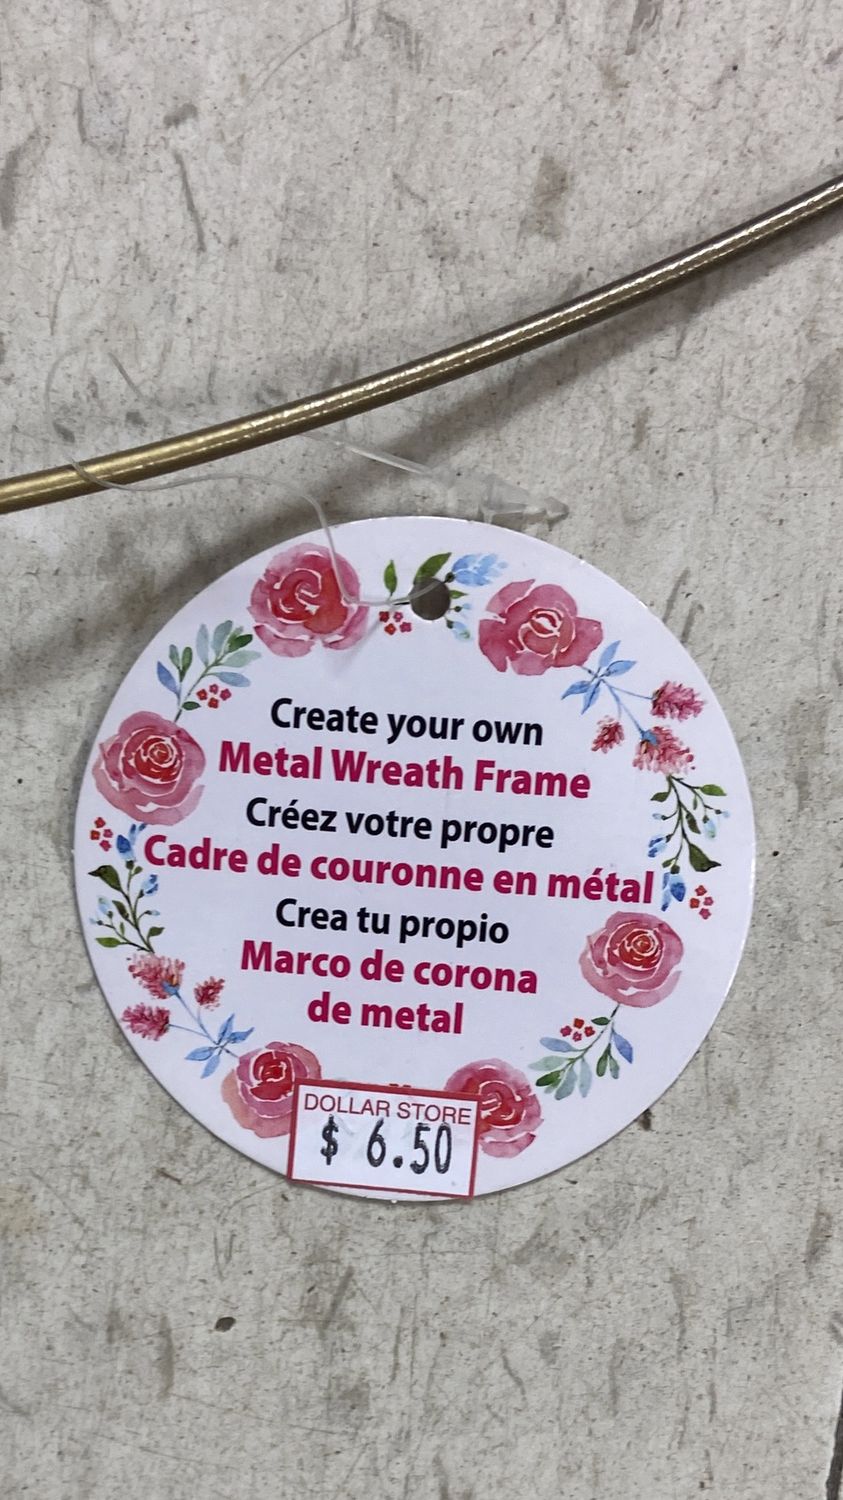 Create your own
Metal Wreath Frame
Créez votre propre
Cadre de couronne en métal
Crea tu propio
Marco de corona
de metal
DOLLAR STORE
$ 6.50